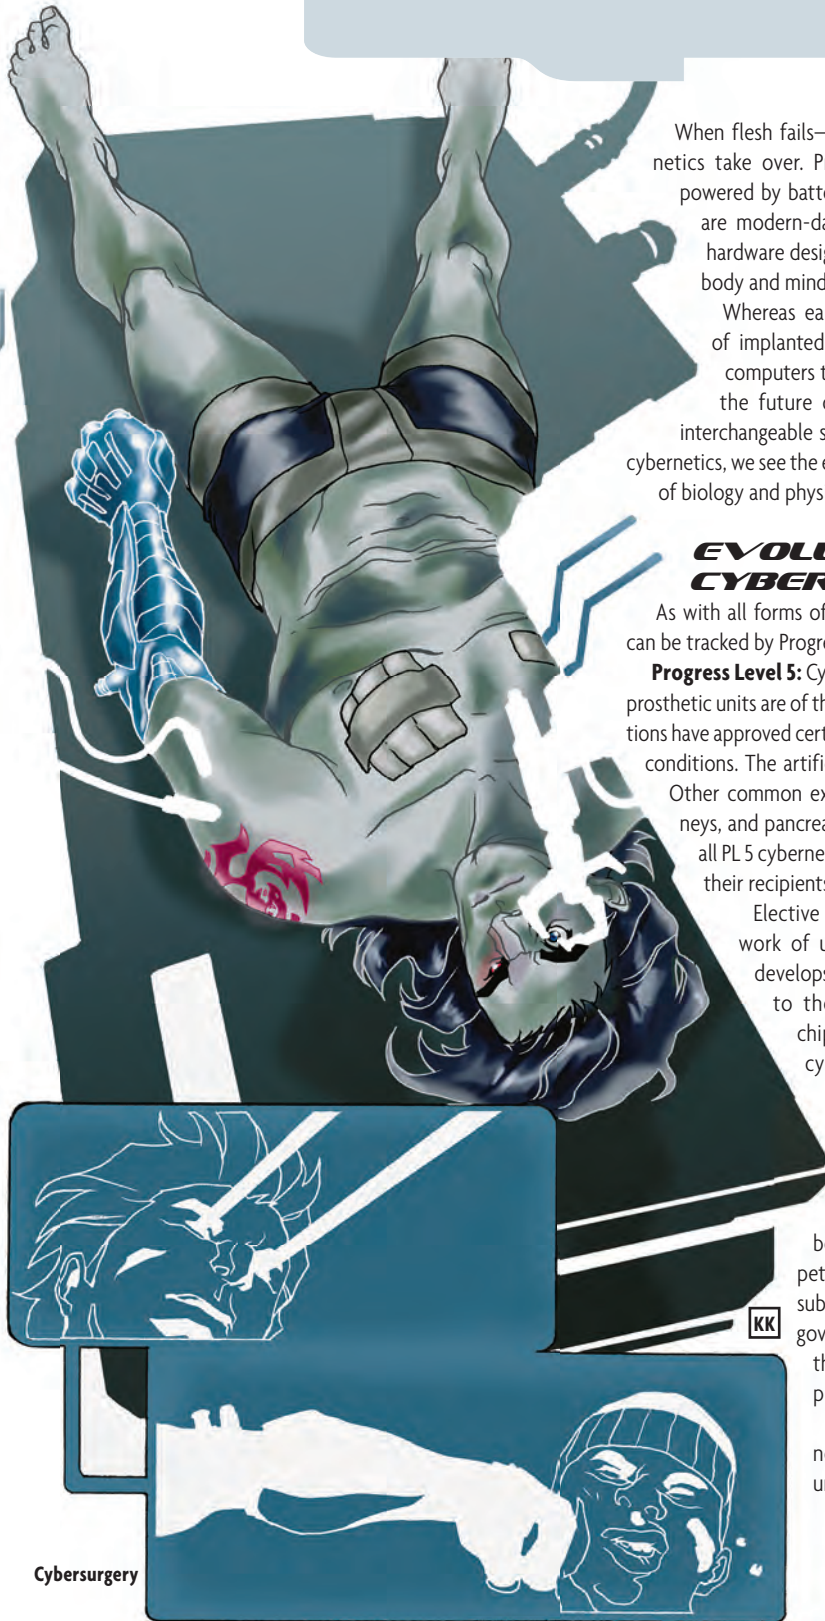 When flesh fails—
netics take over. P
powered by batt
are modern-da
hardware desig
body and mind
Whereas ea
of implanted
computers t
the future
interchangeable s
cybernetics, we see the e
of biology and phys
EVOLU
CYBER
As with all forms of
can be tracked by Progre
Progress Level 5: Cy
prosthetic units are of th
tions have approved cert
conditions. The artific
Other common ex
neys, and pancrea
all PL 5 cyberne
their recipients
Elective
work of u
develops
to the
chip
cy
b
pet
sub
gov
th
p
n
u
KK
Cybersurgery